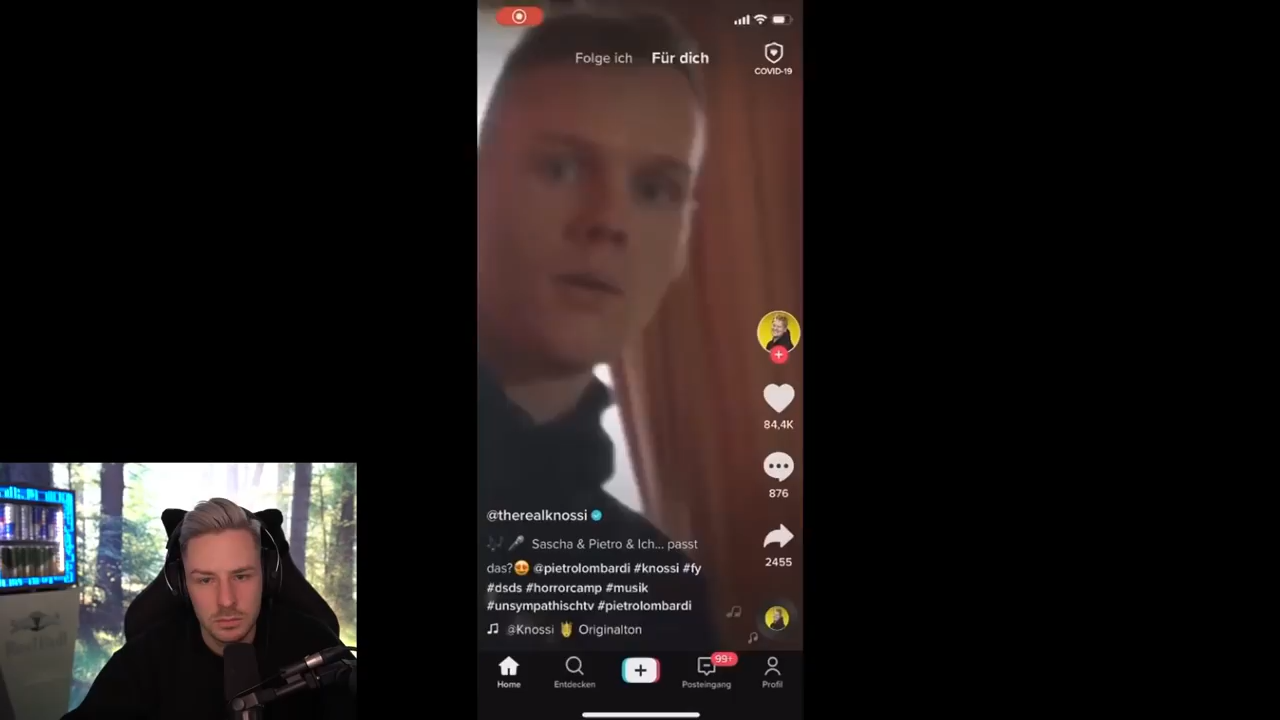 Folge ich Für dich
COVID-19
84,4K
876
2455
@therealknossi
Sascha & Pietro & Ich... passt
das?😍 @pietrolombardi #knossi #fy
#dsds #horrorcamp #musik
#unsympathischtv #pietrolombardi
@Knossi 🤴 Originalton
99+
Home Entdecken Posteingang Profil